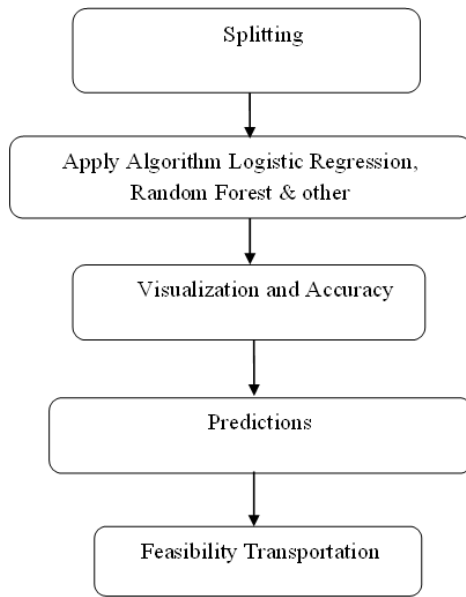 Splitting
Apply Algorithm Logistic Regression,
Random Forest & other
Visualization and Accuracy
Predictions
Feasibility Transportation